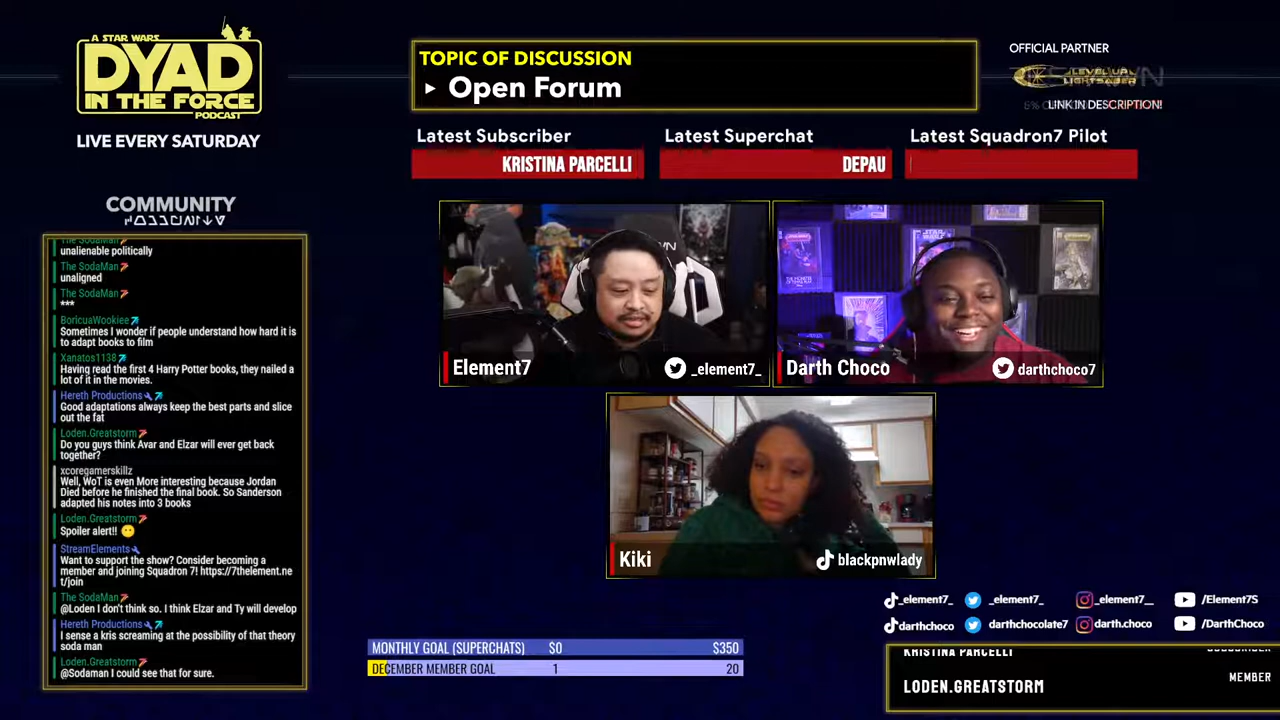 A STAR WARS
DYAD
IN THE FORCE
PODCAST
LIVE EVERY SATURDAY
TOPIC OF DISCUSSION
Open Forum
OFFICIAL PARTNER
LEVEL UP
LIGHTSABER
LINK IN DESCRIPTION!
Latest Subscriber
Latest Superchat
Latest Squadron7 Pilot
KRISTINA PARCELLI
DEPAU
COMMUNITY
The SodaMan
unalienable politically
The SodaMan
unaligned
The SodaMan
***
BoricuaWookiee
Sometimes I wonder if people understand how hard it is
to adapt books to film
Xanatos1138
Having read the first 4 Harry Potter books, they nailed a
lot of it in the movies.
Hereth Productions
Good adaptations always keep the best parts and slice
out the fat
Loden.Greatstorm
Do you guys think Avar and Elzar will ever get back
together?
xcoregamerskillz
Well, WoT is even More interesting because Jordan
Died before he finished the final book. So Sanderson
adapted his notes into 3 books
Loden.Greatstorm
Spoiler alert!! 😶
StreamElements
Want to support the show? Consider becoming a
member and joining Squadron 7! https://7thelement.ne
t/join
The SodaMan
@Loden I don't think so. I think Elzar and Ty will develop
Hereth Productions
I sense a kris screaming at the possibility of that theory
soda man
Loden.Greatstorm
@Sodaman I could see that for sure.
Element7
_element7_
Darth Choco
darthchoco7
Kiki
blackpnwlady
MONTHLY GOAL (SUPERCHATS) $0 $350
DECEMBER MEMBER GOAL 1 20
_element7_ _element7_ _element7__ /Element7S
darthchoco darthchocolate7 darth.choco /DarthChoco
KRISTINA PARCELLI SUBSCRIBER
LODEN.GREATSTORM MEMBER